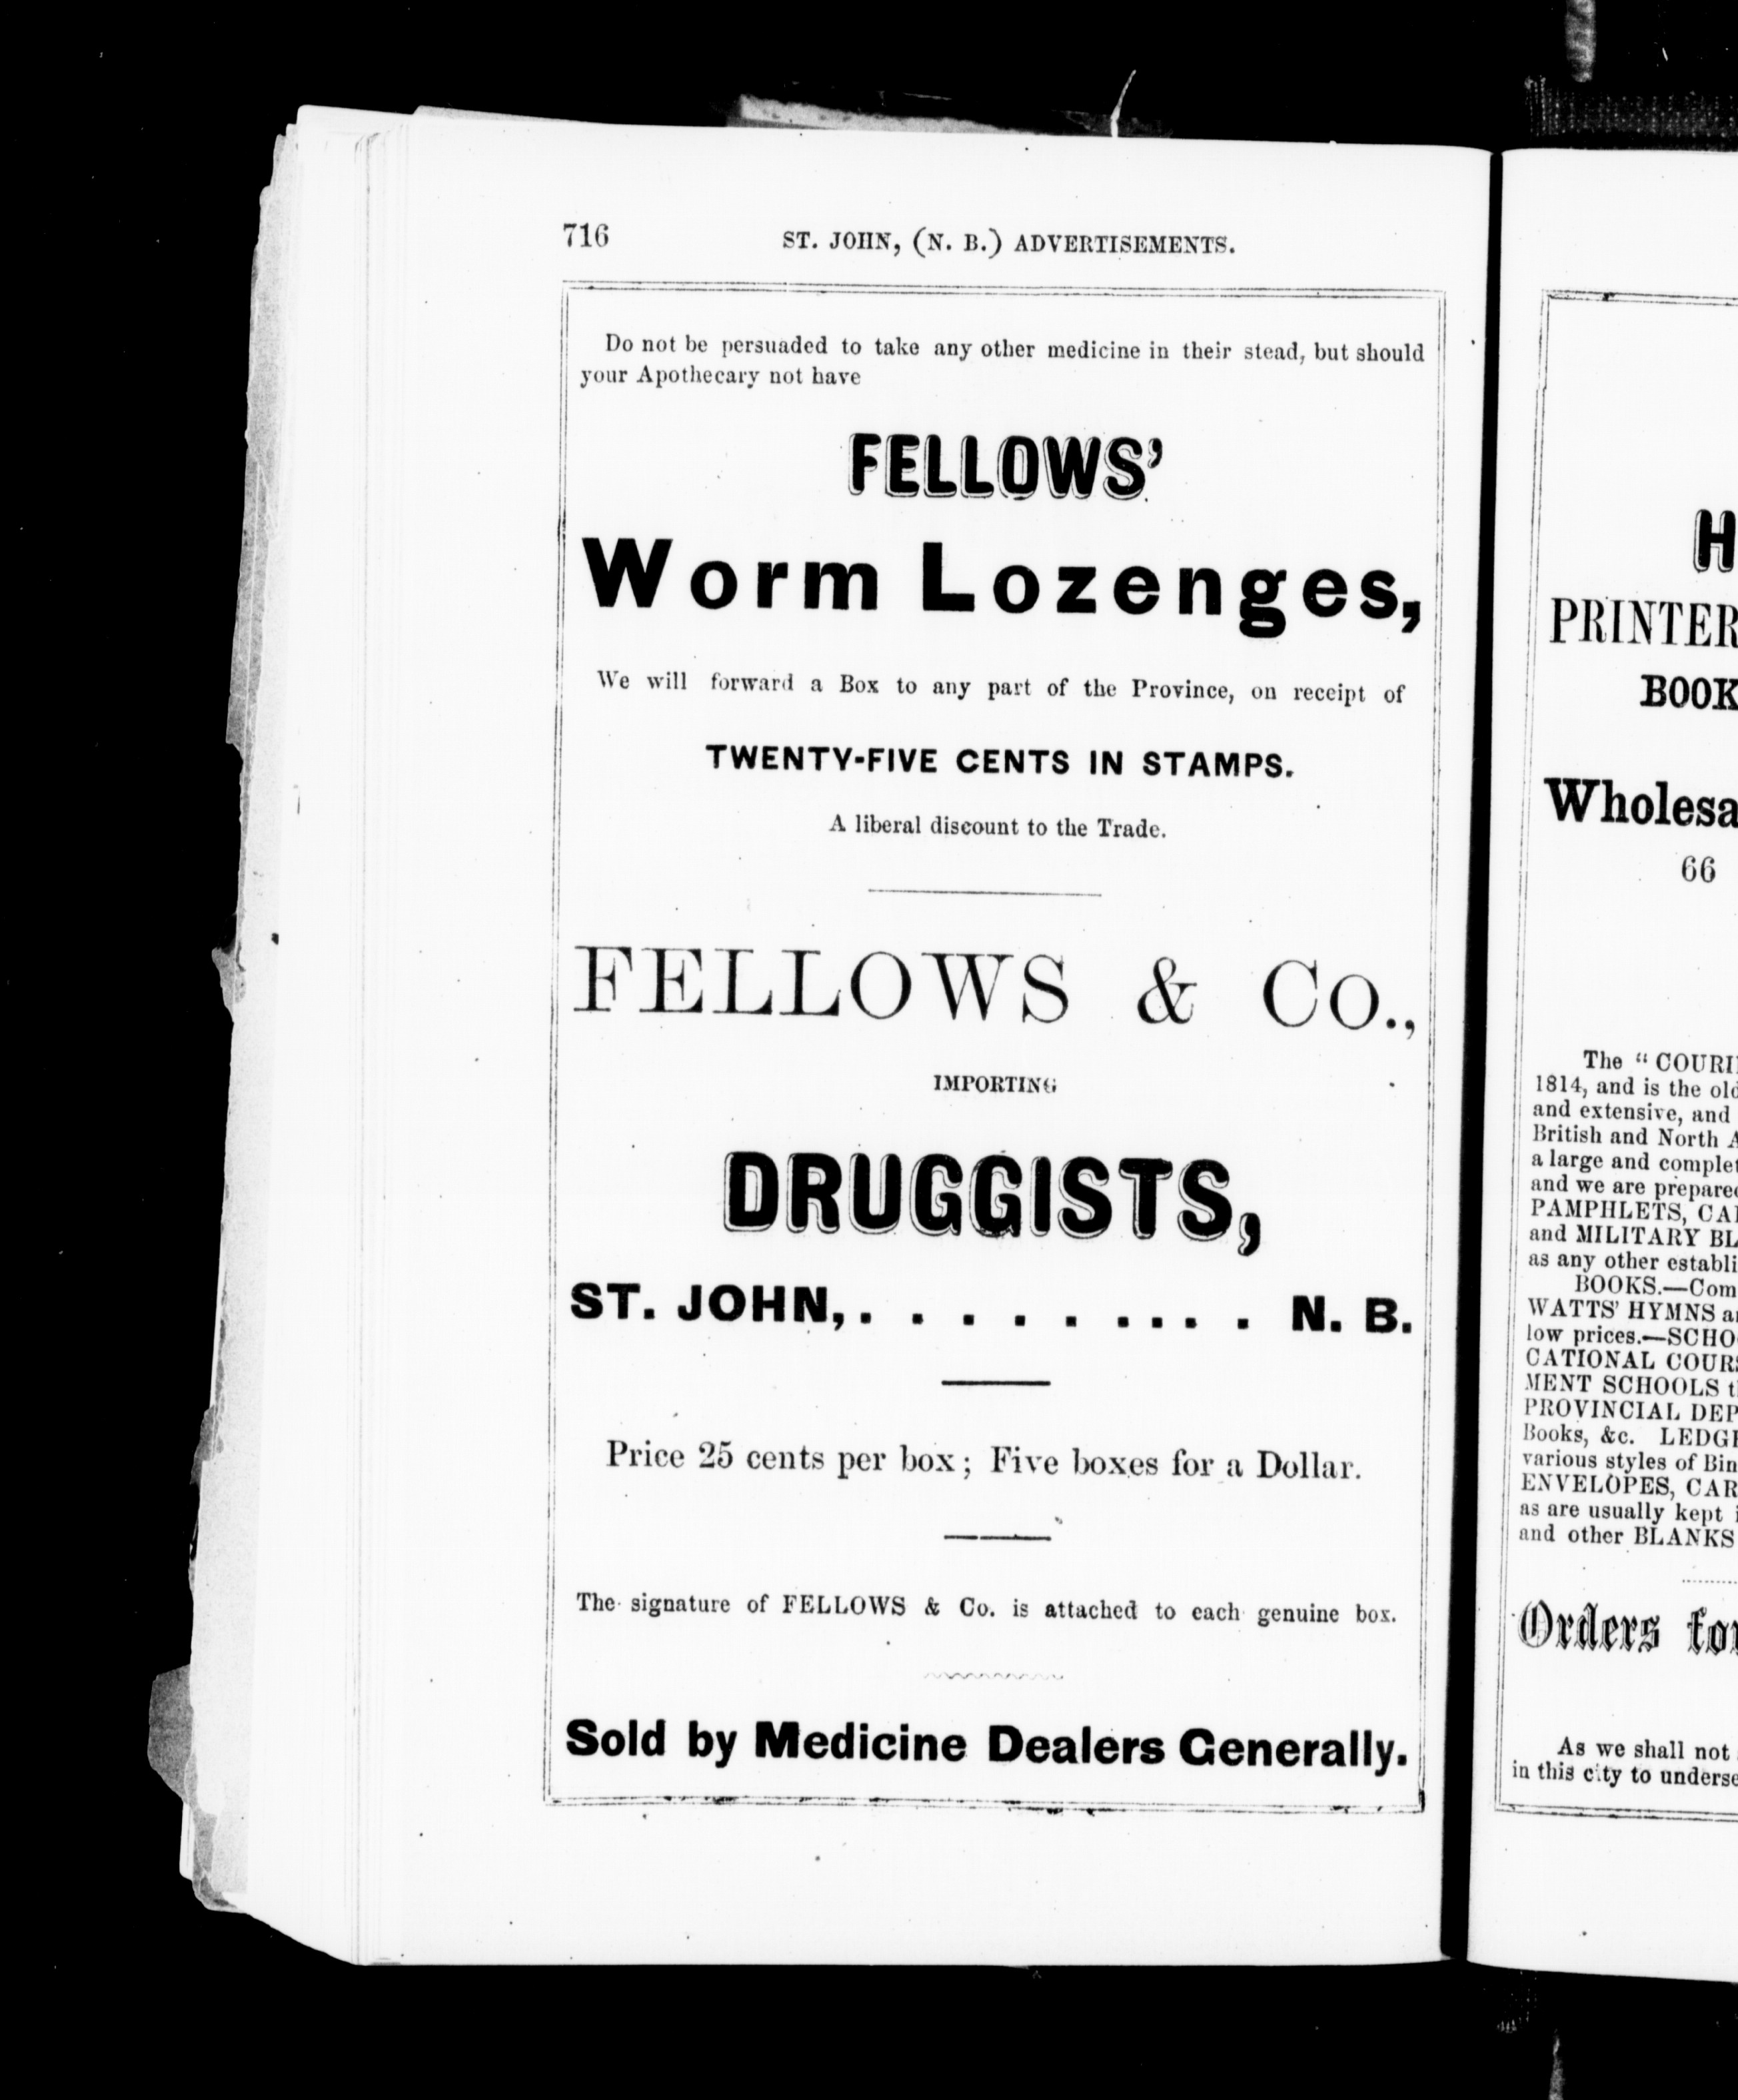 716 ST. JOHN, (N. B.) ADVERTISEMENTS.
Do not be persuaded to take any other medicine in their stead, but should
your Apothecary not have
FELLOWS'
Worm Lozenges,
We will forward a Box to any part of the Province, on receipt of
TWENTY-FIVE CENTS IN STAMPS.
A liberal discount to the Trade.
FELLOWS & Co.,
IMPORTING
DRUGGISTS,
ST. JOHN,. . . . . . . . . . N. B.
Price 25 cents per box; Five boxes for a Dollar.
The signature of FELLOWS & Co. is attached to each genuine box.
Sold by Medicine Dealers Generally.
H
PRINTER
BOOK
Wholesa
66
The "COURI
1814, and is the old
and extensive, and
British and North A
a large and complet
and we are prepared
PAMPHLETS, CA
and MILITARY BL
as any other establi
BOOKS.—Com
WATTS' HYMNS a
low prices.—SCHO
CATIONAL COURS
MENT SCHOOLS t
PROVINCIAL DEP
Books, &c. LEDG
various styles of Bin
ENVELOPES, CAR
as are usually kept i
and other BLANKS
Orders for
As we shall not
in this city to underse